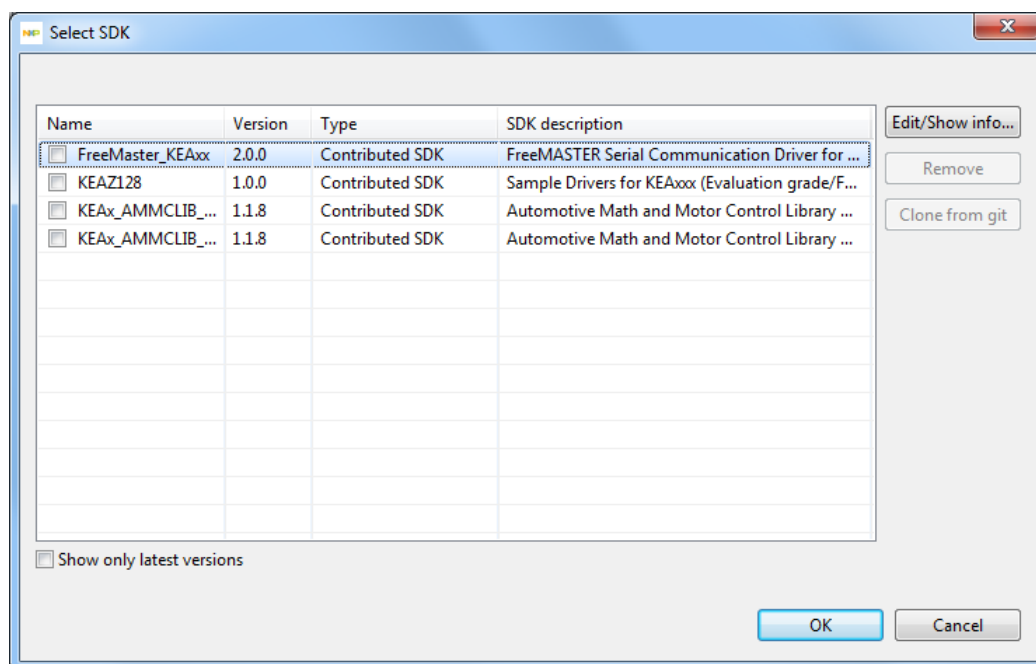 NXP Select SDK
Name Version Type SDK description
FreeMaster_KEAxx 2.0.0 Contributed SDK FreeMASTER Serial Communication Driver for ...
KEAZ128 1.0.0 Contributed SDK Sample Drivers for KEAxxx (Evaluation grade/F...
KEAx_AMMCLIB_... 1.1.8 Contributed SDK Automotive Math and Motor Control Library ...
KEAx_AMMCLIB_... 1.1.8 Contributed SDK Automotive Math and Motor Control Library ...
Edit/Show info...
Remove
Clone from git
Show only latest versions
OK Cancel